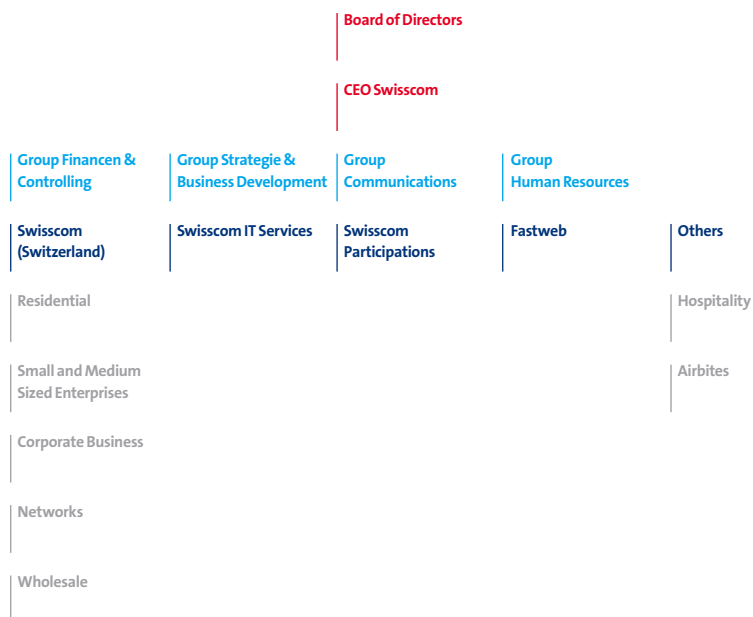 Board of Directors
CEO Swisscom
Group Financen &
Controlling
Group Strategie &
Business Development
Group
Communications
Group
Human Resources
Swisscom
(Switzerland)
Swisscom IT Services
Swisscom
Participations
Fastweb
Others
Residential
Hospitality
Small and Medium
Sized Enterprises
Airbites
Corporate Business
Networks
Wholesale